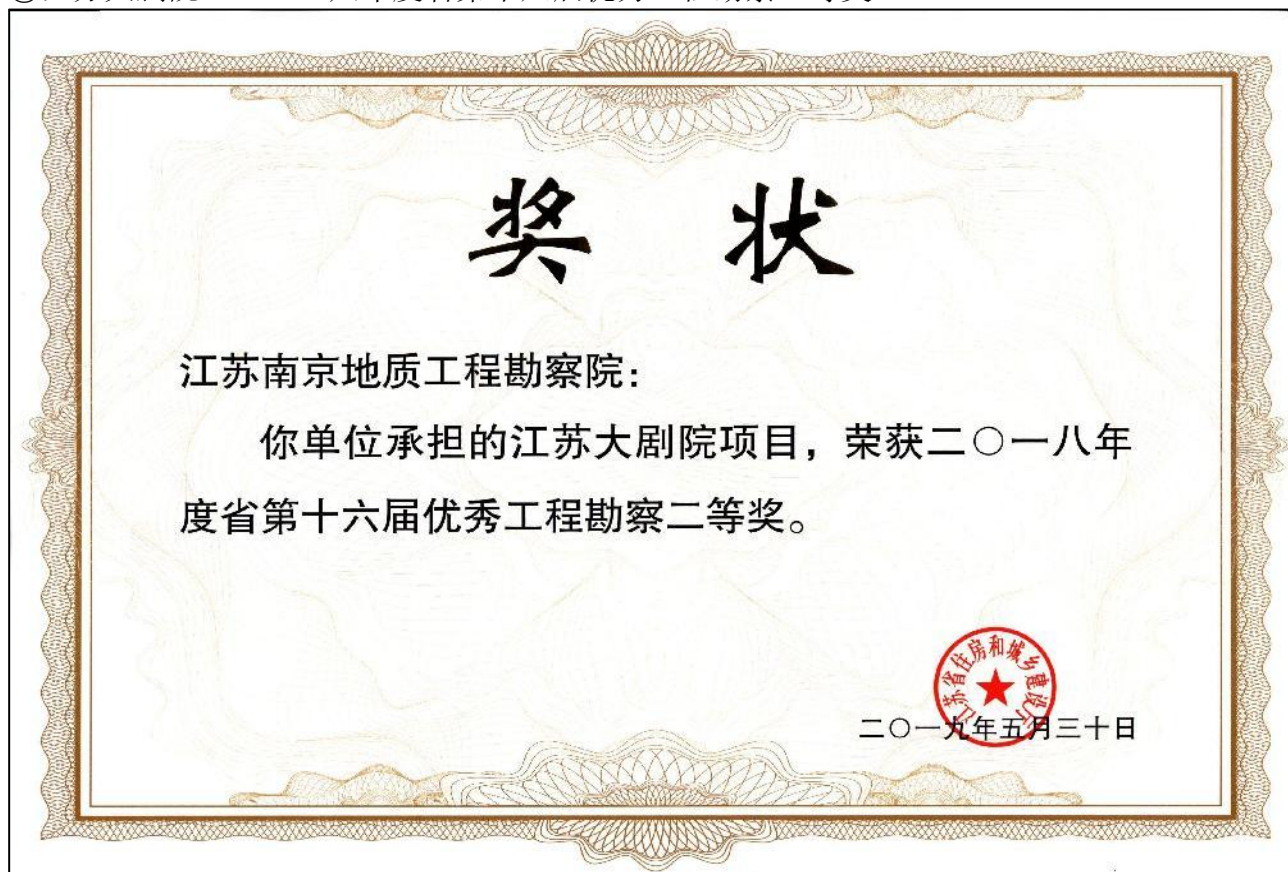 奖 状
江苏南京地质工程勘察院：
你单位承担的江苏大剧院项目，荣获二〇一八年
度省第十六届优秀工程勘察二等奖。
江苏省住房和城乡建设厅
二〇一九年五月三十日